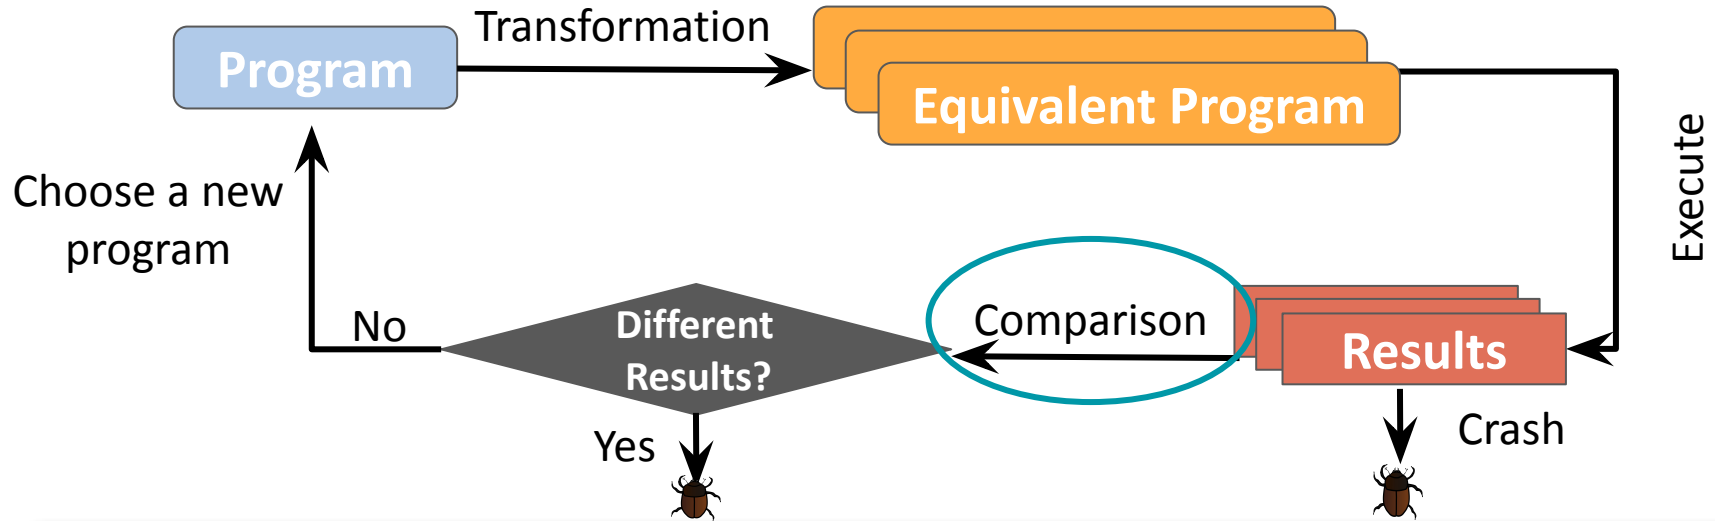 Transformation
Program
Equivalent Program
Execute
Choose a new
program
No
Different
Results?
Comparison
Results
Yes
Crash